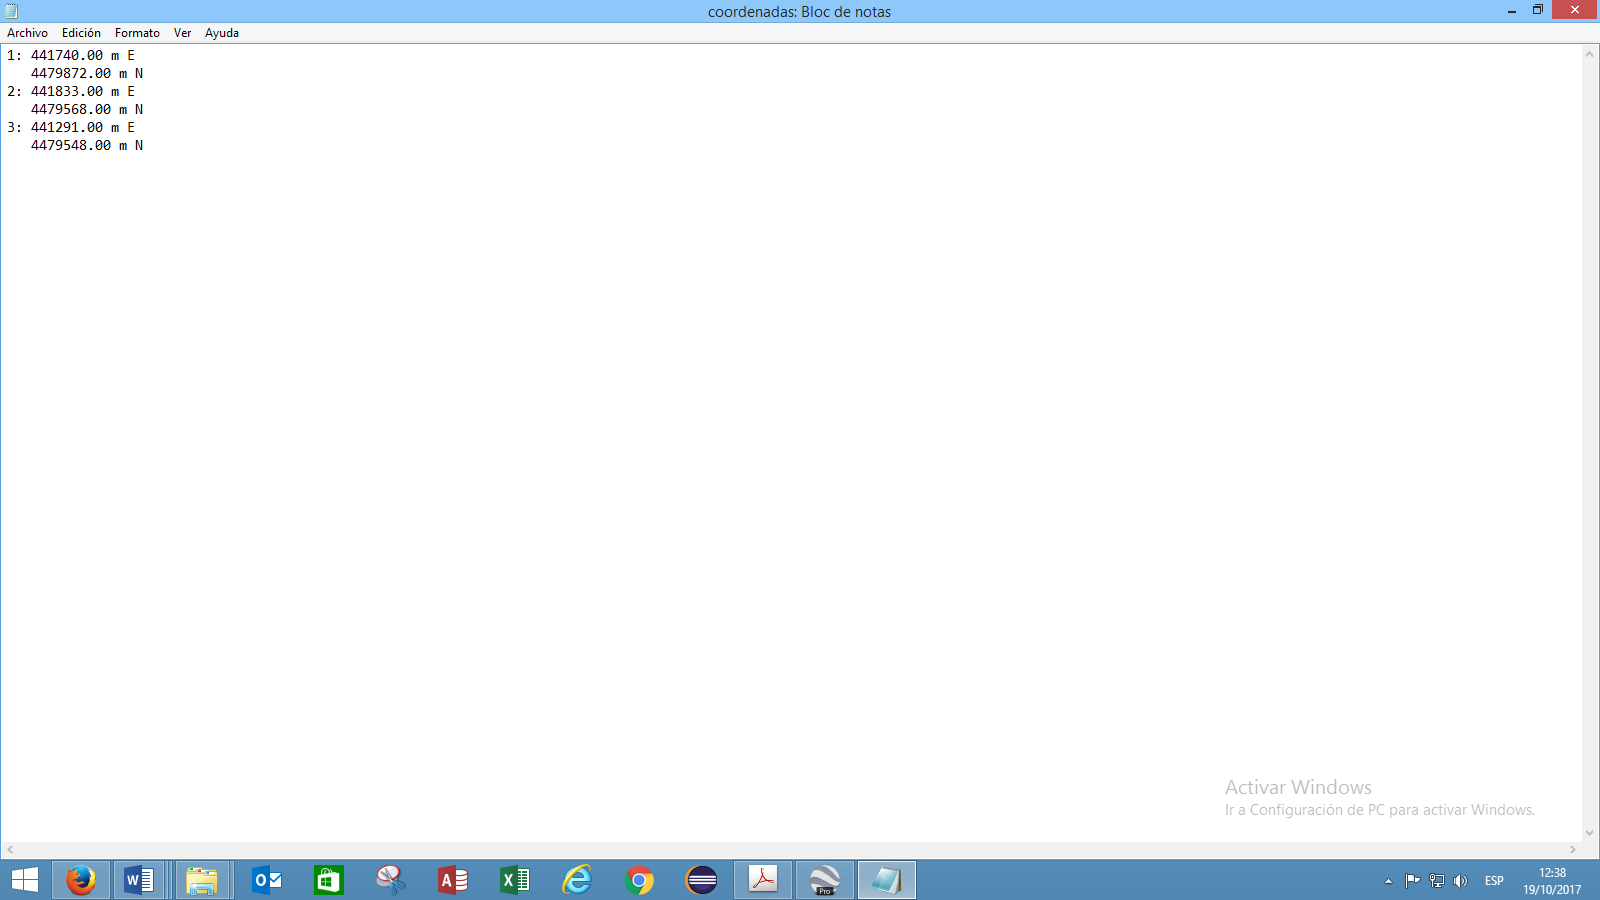 coordenadas: Bloc de notas
Archivo Edición Formato Ver Ayuda
1: 441740.00 m E
4479872.00 m N
2: 441833.00 m E
4479568.00 m N
3: 441291.00 m E
4479548.00 m N
Activar Windows
Ir a Configuración de PC para activar Windows.
Pro
ESP
12:38
19/10/2017